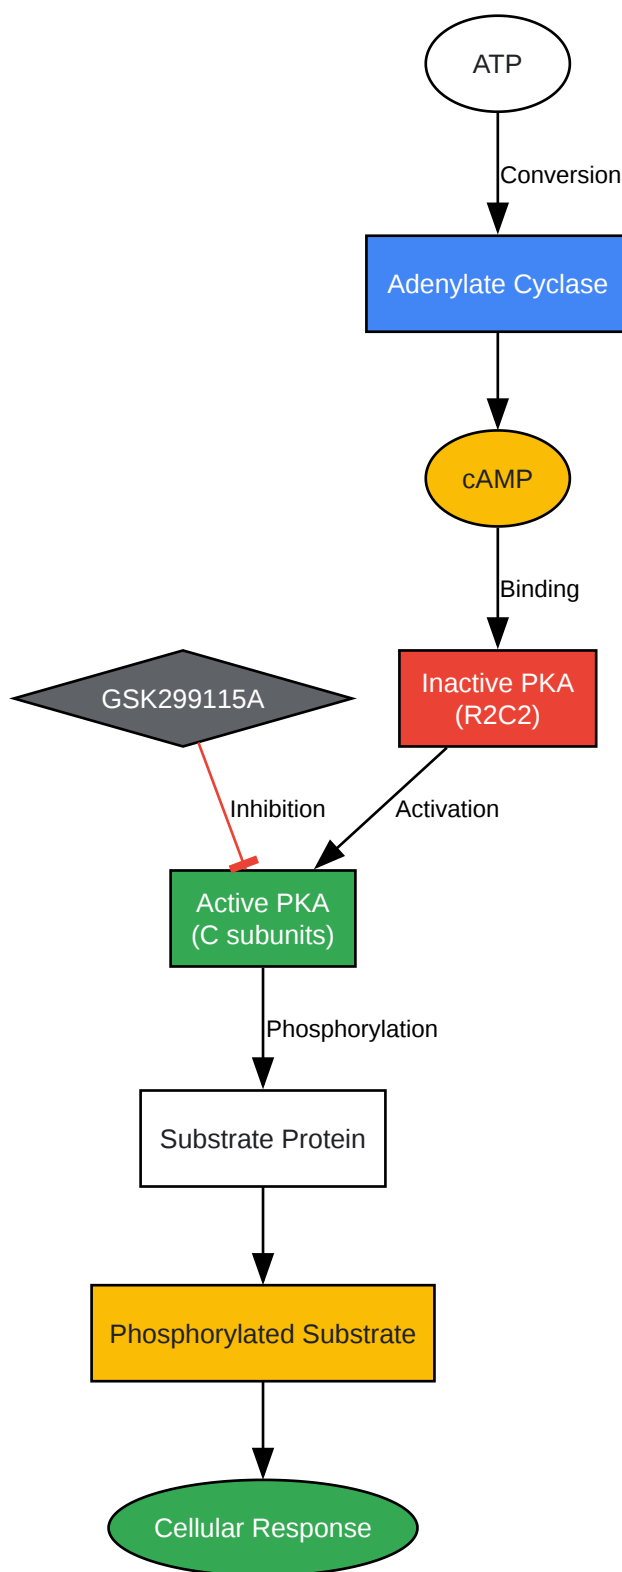 ATP
Conversion
Adenylate Cyclase
cAMP
Binding
GSK299115A
Inactive PKA
(R2C2)
Inhibition
Activation
Active PKA
(C subunits)
Phosphorylation
Substrate Protein
Phosphorylated Substrate
Cellular Response